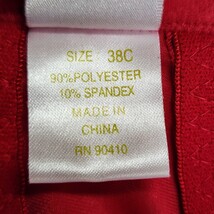 SIZE 38C
90%POLYESTER
10% SPANDEX
MADE IN
CHINA
RN 90410